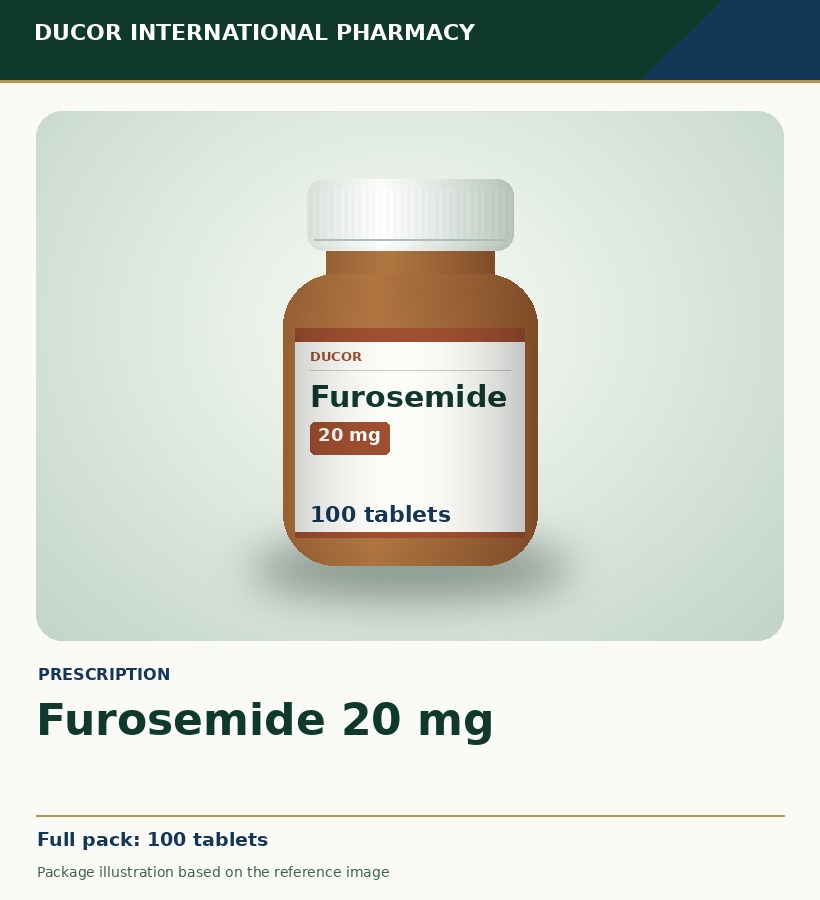 DUCOR INTERNATIONAL PHARMACY
DUCOR
Furosemide
20 mg
100 tablets
PRESCRIPTION
Furosemide 20 mg
Full pack: 100 tablets
Package illustration based on the reference image